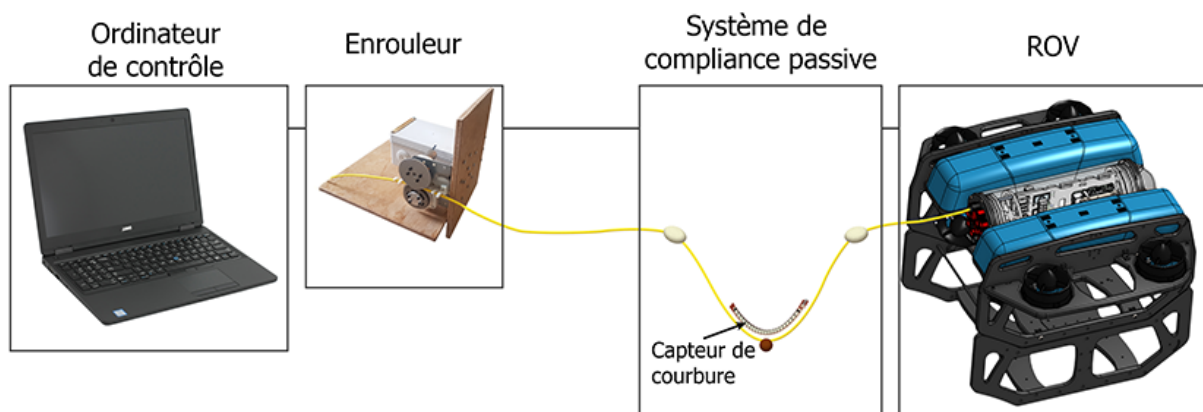 Ordinateur
de contrôle
Enrouleur
Système de
compliance passive
ROV
Capteur de
courbure